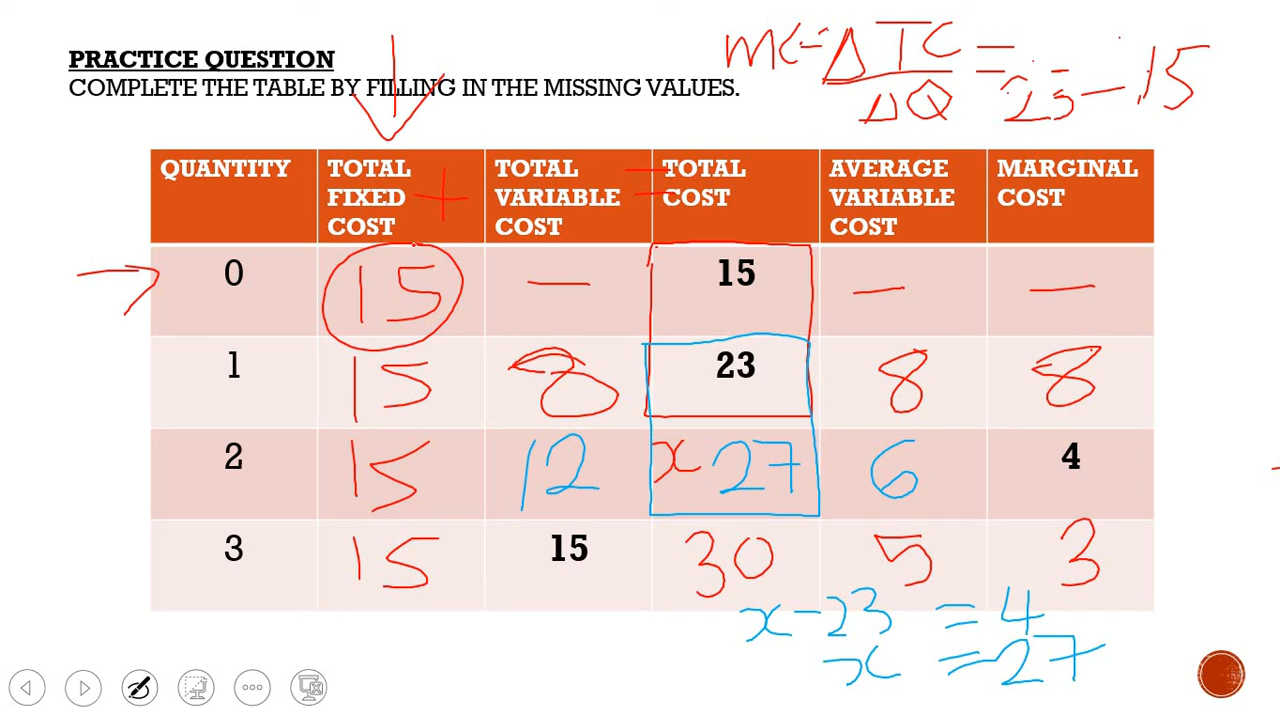 PRACTICE QUESTION
COMPLETE THE TABLE BY FILLING IN THE MISSING VALUES.
MC = ΔTC =
ΔQ = 23 - 15
QUANTITY TOTAL FIXED COST + TOTAL VARIABLE COST = TOTAL COST AVERAGE VARIABLE COST MARGINAL COST
0 15 — 15 — —
1 15 8 23 8 8
2 15 12 x 27 6 4
3 15 15 30 5 3
x - 23 = 4
x = 27